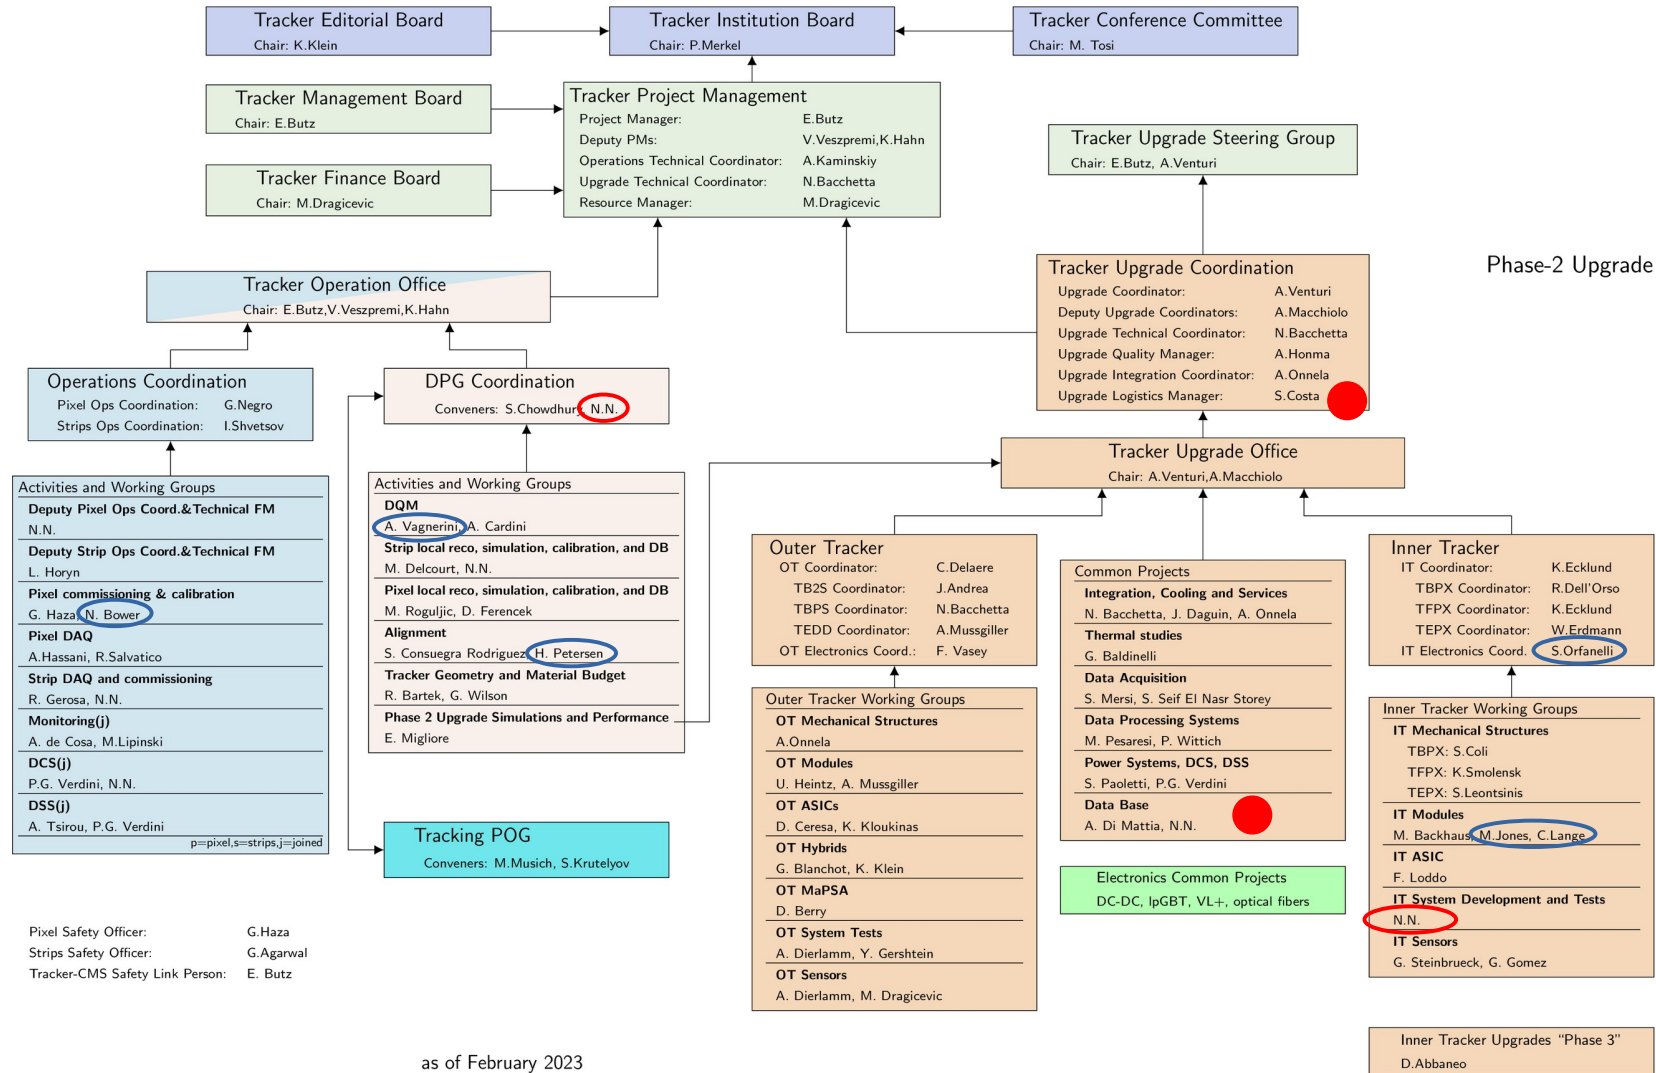 Tracker Editorial Board
Chair: K.Klein
Tracker Institution Board
Chair: P.Merkel
Tracker Conference Committee
Chair: M. Tosi
Tracker Management Board
Chair: E.Butz
Tracker Finance Board
Chair: M.Dragicevic
Tracker Project Management
Project Manager: E.Butz
Deputy PMs: V.Veszpremi,K.Hahn
Operations Technical Coordinator: A.Kaminskiy
Upgrade Technical Coordinator: N.Bacchetta
Resource Manager: M.Dragicevic
Tracker Upgrade Steering Group
Chair: E.Butz, A.Venturi
Phase-2 Upgrade
Tracker Operation Office
Chair: E.Butz,V.Veszpremi,K.Hahn
Tracker Upgrade Coordination
Upgrade Coordinator: A.Venturi
Deputy Upgrade Coordinators: A.Macchiolo
Upgrade Technical Coordinator: N.Bacchetta
Upgrade Quality Manager: A.Honma
Upgrade Integration Coordinator: A.Onnela
Upgrade Logistics Manager: S.Costa
Operations Coordination
Pixel Ops Coordination: G.Negro
Strips Ops Coordination: I.Shvetsov
DPG Coordination
Conveners: S.Chowdhury, N.N.
Tracker Upgrade Office
Chair: A.Venturi,A.Macchiolo
Activities and Working Groups
Deputy Pixel Ops Coord.&Technical FM
N.N.
Deputy Strip Ops Coord.&Technical FM
L. Horyn
Pixel commissioning & calibration
G. Haza, N. Bower
Pixel DAQ
A.Hassani, R.Salvatico
Strip DAQ and commissioning
R. Gerosa, N.N.
Monitoring(j)
A. de Cosa, M.Lipinski
DCS(j)
P.G. Verdini, N.N.
DSS(j)
A. Tsirou, P.G. Verdini
p=pixel,s=strips,j=joined
Activities and Working Groups
DQM
A. Vagnerini, A. Cardini
Strip local reco, simulation, calibration, and DB
M. Delcourt, N.N.
Pixel local reco, simulation, calibration, and DB
M. Roguljic, D. Ferencek
Alignment
S. Consuegra Rodriguez, H. Petersen
Tracker Geometry and Material Budget
R. Bartek, G. Wilson
Phase 2 Upgrade Simulations and Performance
E. Migliore
Tracking POG
Conveners: M.Musich, S.Krutelyov
Outer Tracker
OT Coordinator: C.Delaere
TB2S Coordinator: J.Andrea
TBPS Coordinator: N.Bacchetta
TEDD Coordinator: A.Mussgiller
OT Electronics Coord.: F. Vasey
Outer Tracker Working Groups
OT Mechanical Structures
A.Onnela
OT Modules
U. Heintz, A. Mussgiller
OT ASICs
D. Ceresa, K. Kloukinas
OT Hybrids
G. Blanchot, K. Klein
OT MaPSA
D. Berry
OT System Tests
A. Dierlamm, Y. Gershtein
OT Sensors
A. Dierlamm, M. Dragicevic
Common Projects
Integration, Cooling and Services
N. Bacchetta, J. Daguin, A. Onnela
Thermal studies
G. Baldinelli
Data Acquisition
S. Mersi, S. Seif El Nasr Storey
Data Processing Systems
M. Pesaresi, P. Wittich
Power Systems, DCS, DSS
S. Paoletti, P.G. Verdini
Data Base
A. Di Mattia, N.N.
Electronics Common Projects
DC-DC, lpGBT, VL+, optical fibers
Inner Tracker
IT Coordinator: K.Ecklund
TBPX Coordinator: R.Dell'Orso
TFPX Coordinator: K.Ecklund
TEPX Coordinator: W.Erdmann
IT Electronics Coord. S.Orfanelli
Inner Tracker Working Groups
IT Mechanical Structures
TBPX: S.Coli
TFPX: K.Smolensk
TEPX: S.Leontsinis
IT Modules
M. Backhaus, M.Jones, C.Lange
IT ASIC
F. Loddo
IT System Development and Tests
N.N.
IT Sensors
G. Steinbrueck, G. Gomez
Inner Tracker Upgrades “Phase 3”
D.Abbaneo
Pixel Safety Officer: G.Haza
Strips Safety Officer: G.Agarwal
Tracker-CMS Safety Link Person: E. Butz
as of February 2023